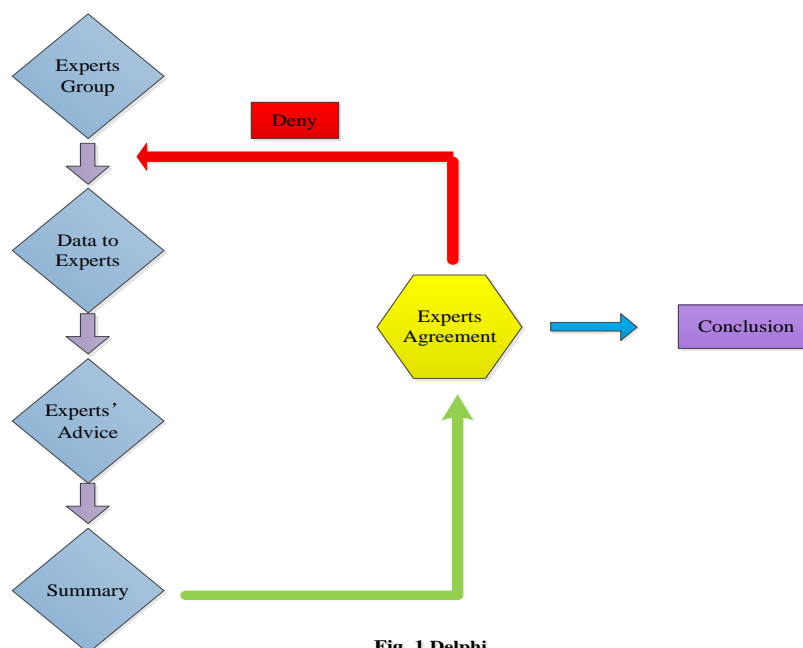 Experts
Group
Deny
Data to
Experts
Experts
Agreement
Conclusion
Experts’
Advice
Summary
Fig. 1 Delphi